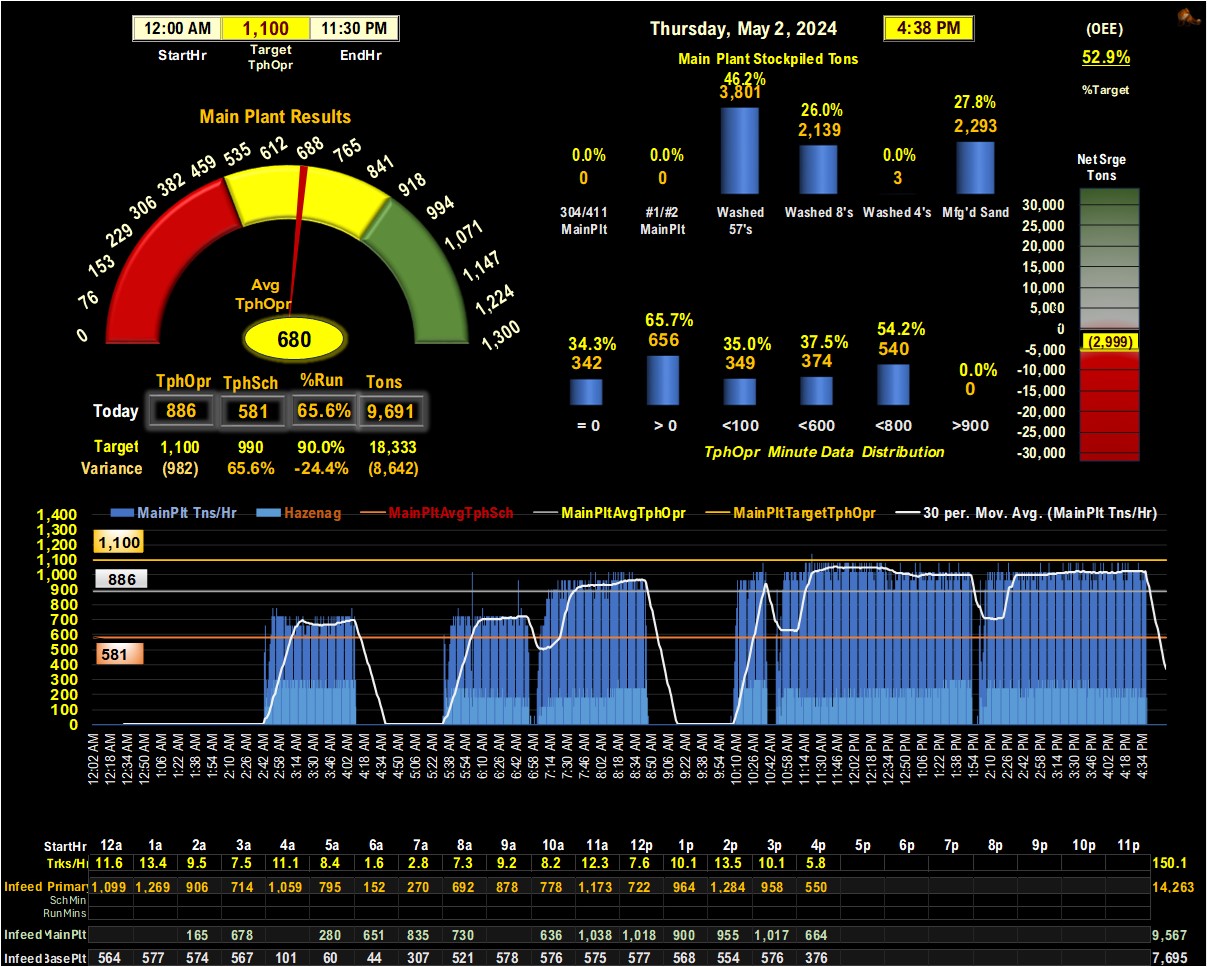 12:00 AM 1,100 11:30 PM
StartHr Target TphOpr EndHr
Thursday, May 2, 2024 4:38 PM
(OEE)
52.9%
%Target
Main Plant Stockpiled Tons
0.0% 0.0% 46.2% 26.0% 0.0% 27.8%
0 0 3,801 2,139 3 2,293
304/411 MainPlt #1/#2 MainPlt Washed 57's Washed 8's Washed 4's Mfg'd Sand
Main Plant Results
0 76 153 229 306 382 459 535 612 688 765 841 918 994 1,071 1,147 1,224 1,300
Avg
TphOpr
680
TphOpr TphSch %Run Tons
Today 886 581 65.6% 9,691
Target 1,100 990 90.0% 18,333
Variance (982) 65.6% -24.4% (8,642)
34.3% 65.7% 35.0% 37.5% 54.2% 0.0%
342 656 349 374 540 0
= 0 > 0 <100 <600 <800 >900
TphOpr Minute Data Distribution
Net Srge
Tons
30,000
25,000
20,000
15,000
10,000
5,000
0
(2,999)
-5,000
-10,000
-15,000
-20,000
-25,000
-30,000
MainPlt Tns/Hr Hazenag MainPltAvgTphSch MainPltAvgTphOpr MainPltTargetTphOpr 30 per. Mov. Avg. (MainPlt Tns/Hr)
1,400
1,300
1,200
1,100
1,000
900
800
700
600
500
400
300
200
100
0
1,100
886
581
12:02 AM 12:18 AM 12:34 AM 12:50 AM 1:06 AM 1:22 AM 1:38 AM 1:54 AM 2:10 AM 2:26 AM 2:42 AM 2:58 AM 3:14 AM 3:30 AM 3:46 AM 4:02 AM 4:18 AM 4:34 AM 4:50 AM 5:06 AM 5:22 AM 5:38 AM 5:54 AM 6:10 AM 6:26 AM 6:42 AM 6:58 AM 7:14 AM 7:30 AM 7:46 AM 8:02 AM 8:18 AM 8:34 AM 8:50 AM 9:06 AM 9:22 AM 9:38 AM 9:54 AM 10:10 AM 10:26 AM 10:42 AM 10:58 AM 11:14 AM 11:30 AM 11:46 AM 12:02 PM 12:18 PM 12:34 PM 12:50 PM 1:06 PM 1:22 PM 1:38 PM 1:54 PM 2:10 PM 2:26 PM 2:42 PM 2:58 PM 3:14 PM 3:30 PM 3:46 PM 4:02 PM 4:18 PM 4:34 PM
StartHr 12a 1a 2a 3a 4a 5a 6a 7a 8a 9a 10a 11a 12p 1p 2p 3p 4p 5p 6p 7p 8p 9p 10p 11p
Trks/Hr 11.6 13.4 9.5 7.5 11.1 8.4 1.6 2.8 7.3 9.2 8.2 12.3 7.6 10.1 13.5 10.1 5.8 150.1
Infeed Primary 1,099 1,269 906 714 1,059 795 152 270 692 878 778 1,173 722 964 1,284 958 550 14,263
SchMin
RunMins
Infeed MainPlt 165 678 280 651 835 730 636 1,038 1,018 900 955 1,017 664 9,567
Infeed BasePlt 564 577 574 567 101 60 44 307 521 578 576 575 577 568 554 576 376 7,695